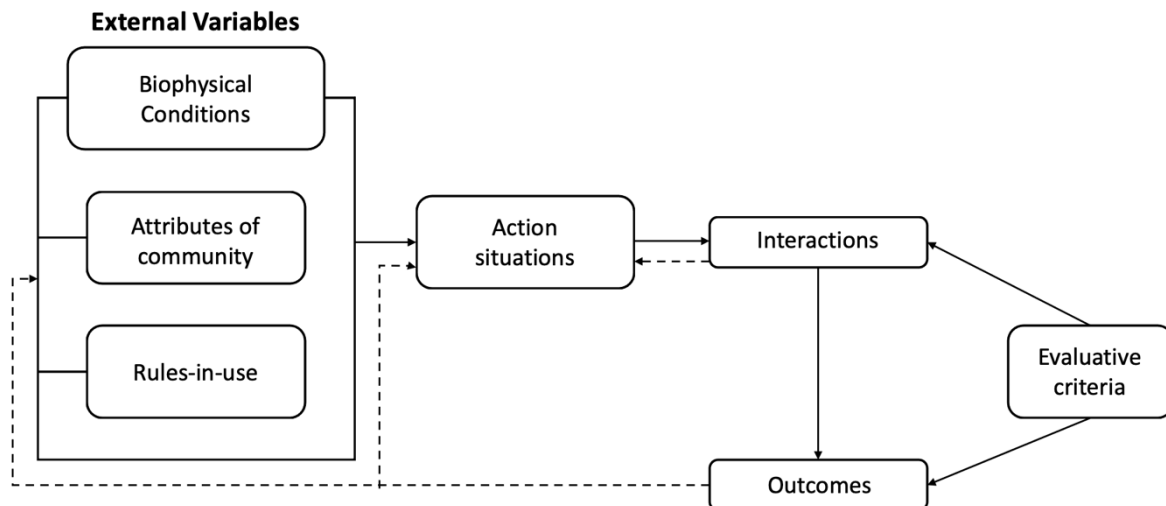 External Variables
Biophysical
Conditions
Attributes of
community
Rules-in-use
Action
situations
Interactions
Evaluative
criteria
Outcomes